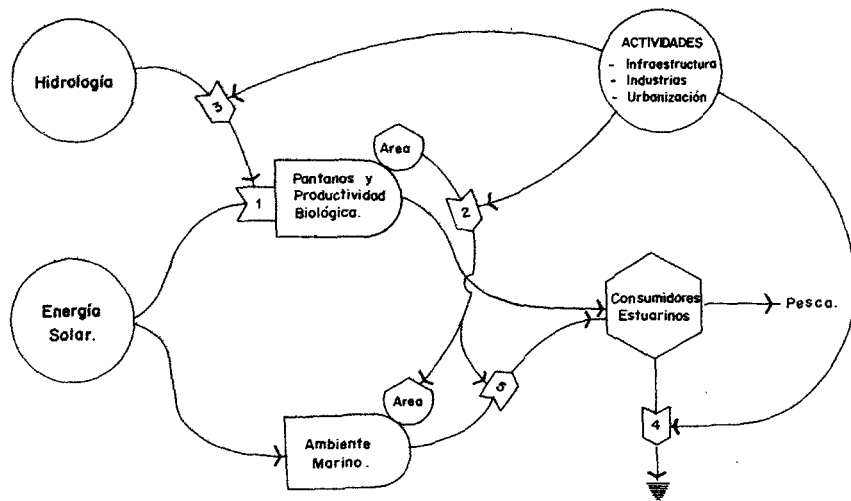 Hidrología
3
ACTIVIDADES
- Infraestructura
- Industrias
- Urbanización
Area
1
Pantanos y
Productividad
Biológica.
2
Energía
Solar.
Consumidores
Estuarinos
Pesca.
Area
5
Ambiente
Marino.
4